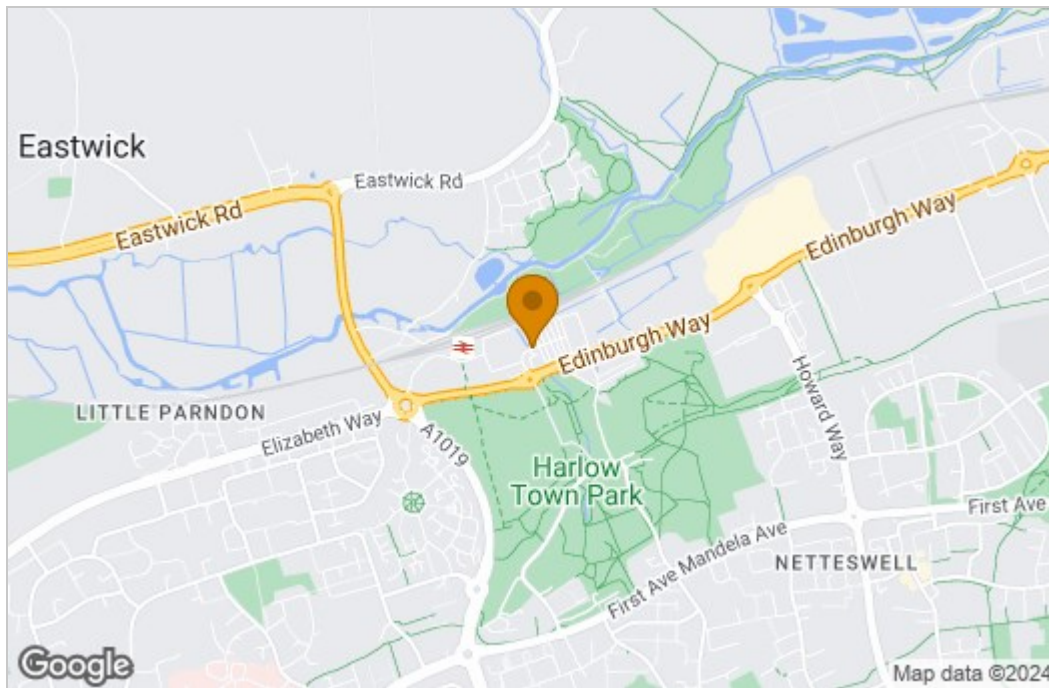 Eastwick
Eastwick Rd
Eastwick Rd
Edinburgh Way
Edinburgh Way
LITTLE PARNDON
Elizabeth Way
A1019
Howard Way
Harlow
Town Park
First Ave
First Ave Mandela Ave
NETTESWELL
Google
Map data ©2024